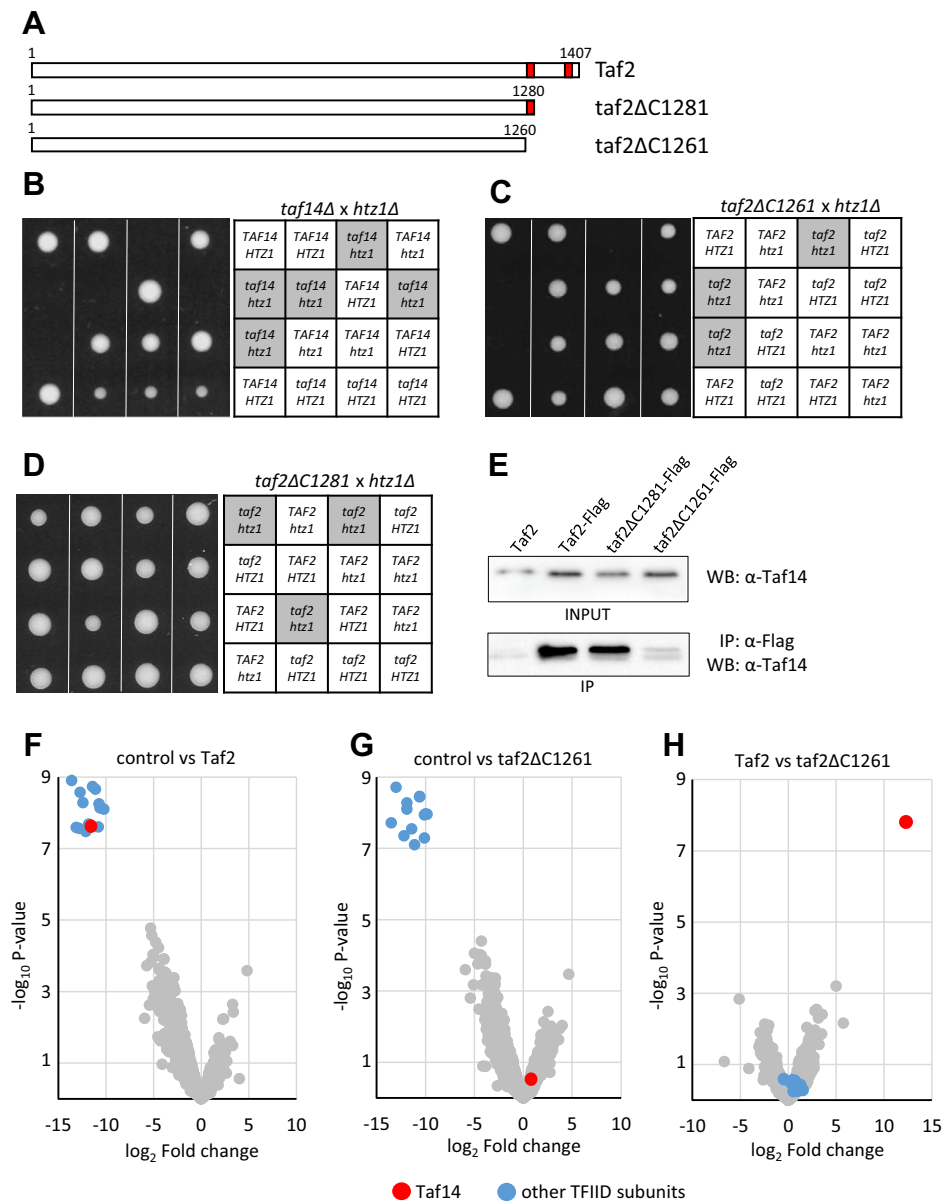 A
1 1407
Taf2
1 1280
taf2ΔC1281
1 1260
taf2ΔC1261
B
taf14Δ x htz1Δ
TAF14 TAF14 taf14 TAF14
HTZ1 HTZ1 htz1 htz1
taf14 taf14 TAF14 taf14
htz1 htz1 HTZ1 htz1
taf14 TAF14 TAF14 TAF14
htz1 htz1 htz1 HTZ1
TAF14 taf14 taf14 taf14
HTZ1 HTZ1 HTZ1 HTZ1
C
taf2ΔC1261 x htz1Δ
TAF2 TAF2 taf2 taf2
HTZ1 htz1 htz1 HTZ1
taf2 TAF2 taf2 taf2
htz1 htz1 HTZ1 HTZ1
taf2 taf2 TAF2 TAF2
htz1 HTZ1 htz1 htz1
TAF2 taf2 TAF2 TAF2
HTZ1 HTZ1 HTZ1 htz1
D
taf2ΔC1281 x htz1Δ
taf2 TAF2 taf2 taf2
htz1 htz1 htz1 HTZ1
taf2 TAF2 TAF2 TAF2
HTZ1 HTZ1 htz1 htz1
TAF2 taf2 TAF2 TAF2
HTZ1 htz1 HTZ1 htz1
TAF2 taf2 taf2 taf2
htz1 HTZ1 HTZ1 HTZ1
E
Taf2
Taf2-Flag
taf2ΔC1281-Flag
taf2ΔC1261-Flag
WB: α-Taf14
INPUT
IP: α-Flag
WB: α-Taf14
IP
F
control vs Taf2
9
7
5
3
1
-15 -10 -5 0 5 10
-log10 P-value
log2 Fold change
G
control vs taf2ΔC1261
9
7
5
3
1
-15 -10 -5 0 5 10
-log10 P-value
log2 Fold change
H
Taf2 vs taf2ΔC1261
9
7
5
3
1
-10 -5 0 5 10 15
-log10 P-value
log2 Fold change
Taf14 other TFIID subunits